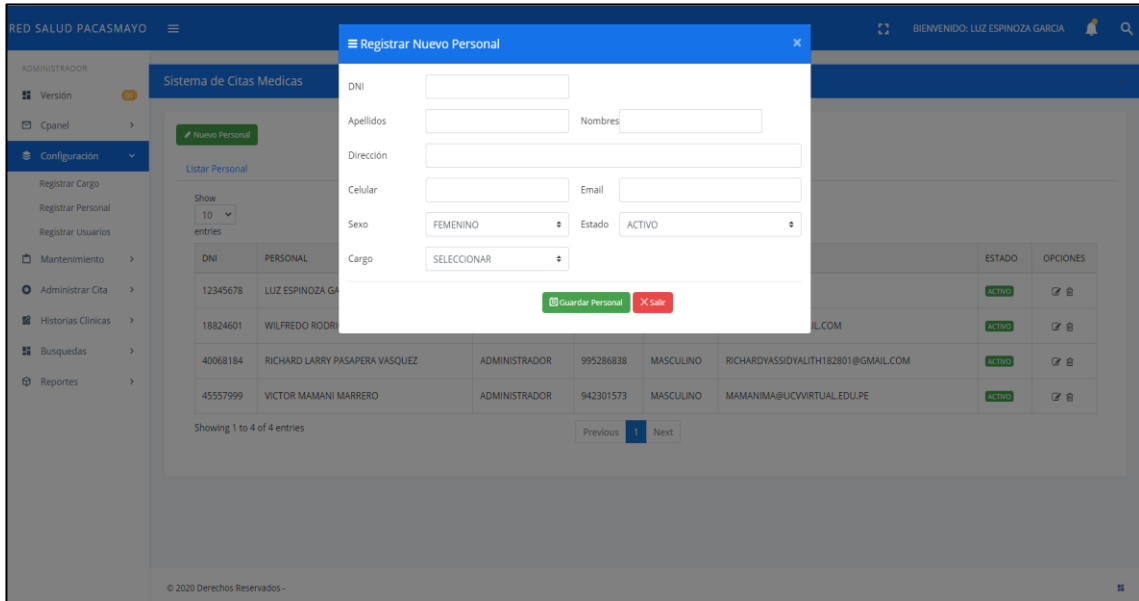 RED SALUD PACASMAYO
BIENVENIDO: LUZ ESPINOZA GARCIA
ADMINISTRADOR
Versión
Cpanel
Configuración
Registrar Cargo
Registrar Personal
Registrar Usuarios
Mantenimiento
Administrar Cita
Historias Clinicas
Busquedas
Reportes
Sistema de Citas Medicas
Nuevo Personal
Listar Personal
Show
10
entries
Registrar Nuevo Personal
×
DNI
Apellidos Nombres
Dirección
Celular Email
Sexo FEMENINO Estado ACTIVO
Cargo SELECCIONAR
Guardar Personal Salir
DNI PERSONAL ESTADO OPCIONES
12345678 LUZ ESPINOZA GA ACTIVO
18824601 WILFREDO RODRI IL.COM ACTIVO
40068184 RICHARD LARRY PASAPERA VASQUEZ ADMINISTRADOR 995286838 MASCULINO RICHARDYASSIDYALITH182801@GMAIL.COM ACTIVO
45557999 VICTOR MAMANI MARRERO ADMINISTRADOR 942301573 MASCULINO MAMANIMA@UCVVIRTUAL.EDU.PE ACTIVO
Showing 1 to 4 of 4 entries
Previous 1 Next
© 2020 Derechos Reservados -